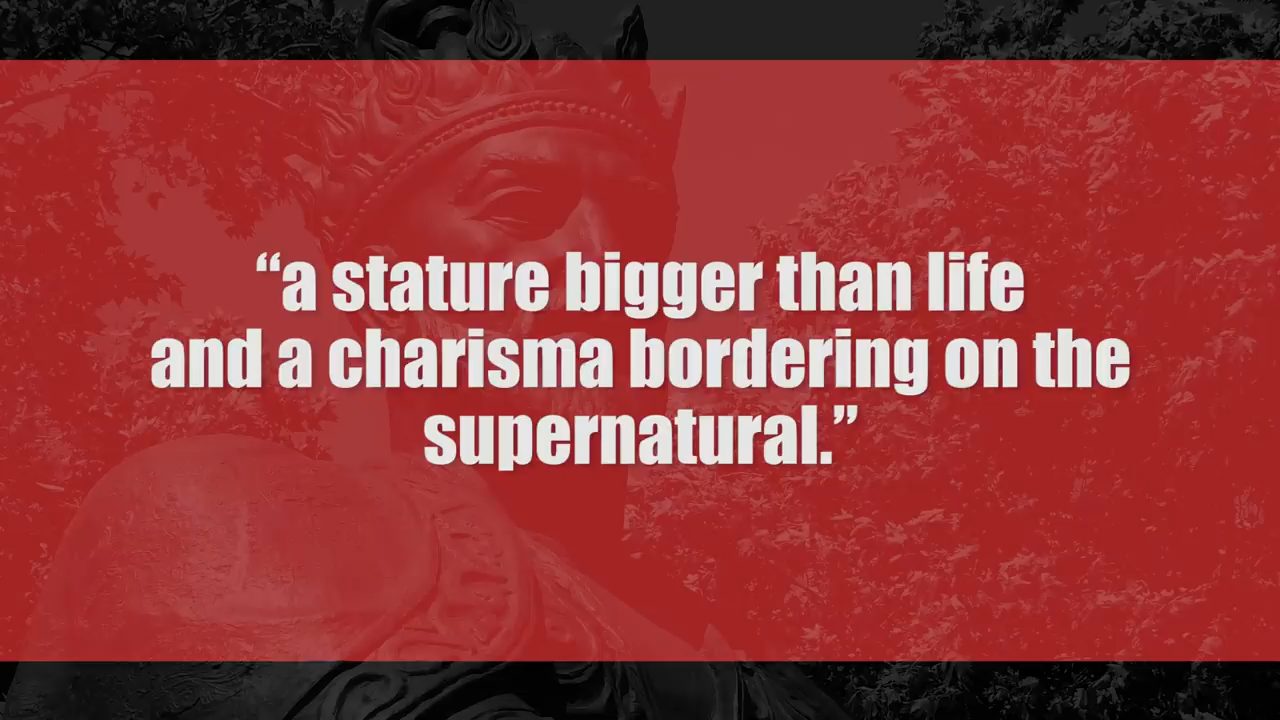 “a stature bigger than life
and a charisma bordering on the
supernatural.”